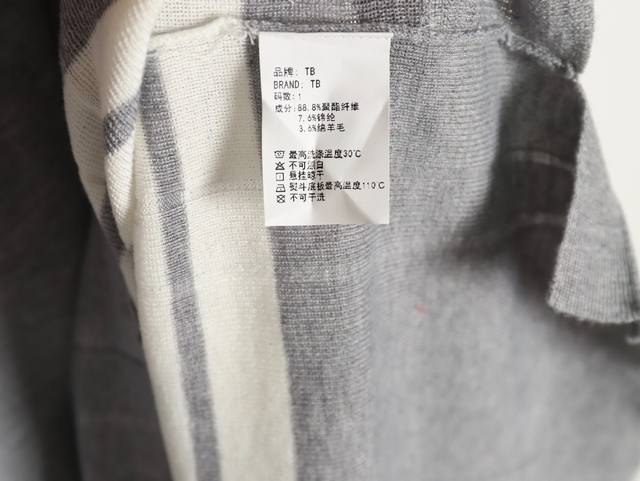 品牌: TB
BRAND: TB
码数: 1
成分:88.8%聚酯纤维
7.6%锦纶
3.6%绵羊毛
最高洗涤温度30℃
不可漂白
悬挂晾干
熨斗底板最高温度110℃
不可干洗